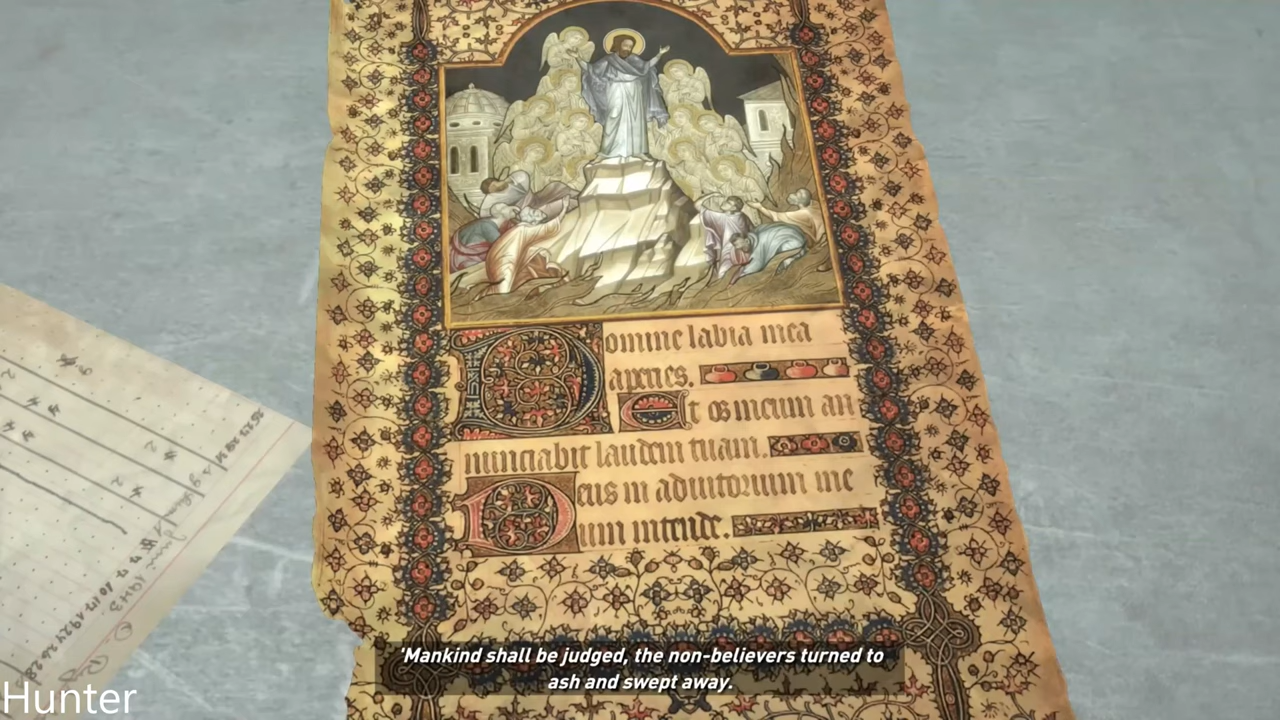 Domine labia mea
aperies.
Et os meum an
nunciabit laudem tuam.
Deus in adiutorium me
um intende.
'Mankind shall be judged, the non-believers turned to
ash and swept away.
Hunter